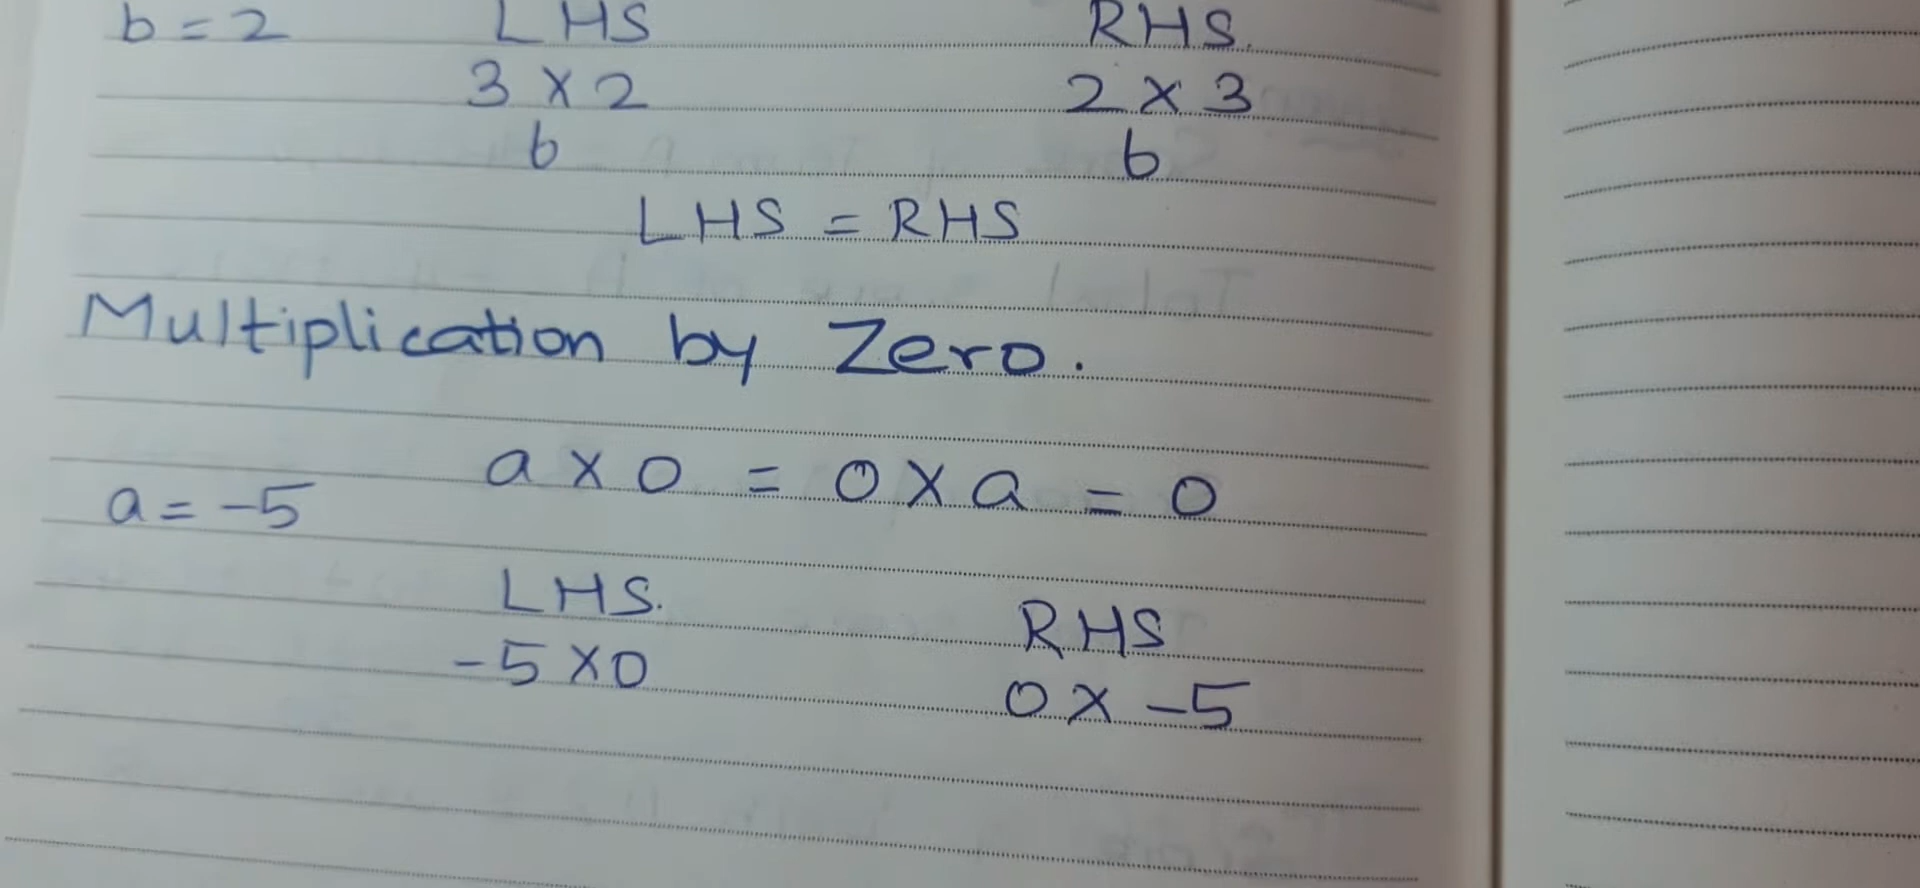 b = 2 LHS RHS.
3 × 2 2 × 3
6 6
LHS = RHS
Multiplication by Zero.
a × 0 = 0 × a = 0
a = -5
LHS. RHS
-5 × 0 0 × -5